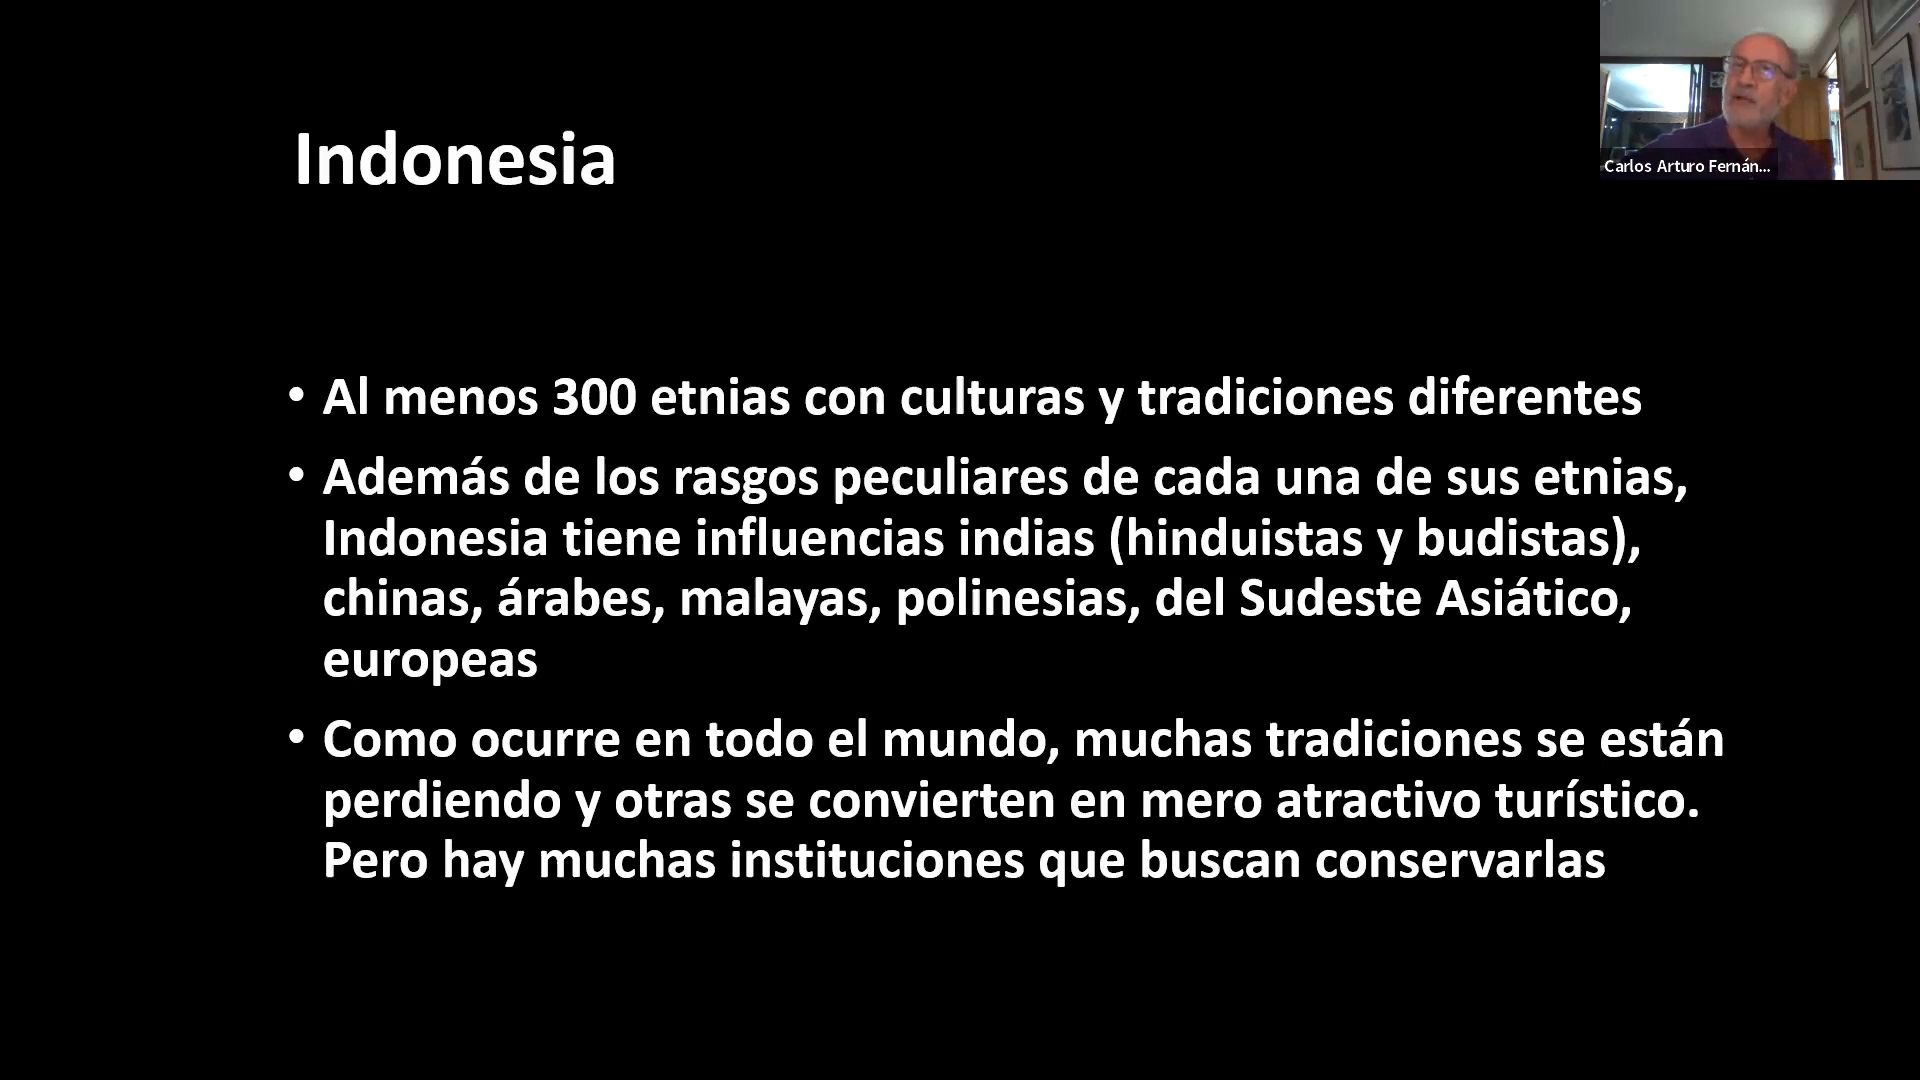 Indonesia
Carlos Arturo Fernán...
• Al menos 300 etnias con culturas y tradiciones diferentes
• Además de los rasgos peculiares de cada una de sus etnias,
Indonesia tiene influencias indias (hinduistas y budistas),
chinas, árabes, malayas, polinesias, del Sudeste Asiático,
europeas
• Como ocurre en todo el mundo, muchas tradiciones se están
perdiendo y otras se convierten en mero atractivo turístico.
Pero hay muchas instituciones que buscan conservarlas